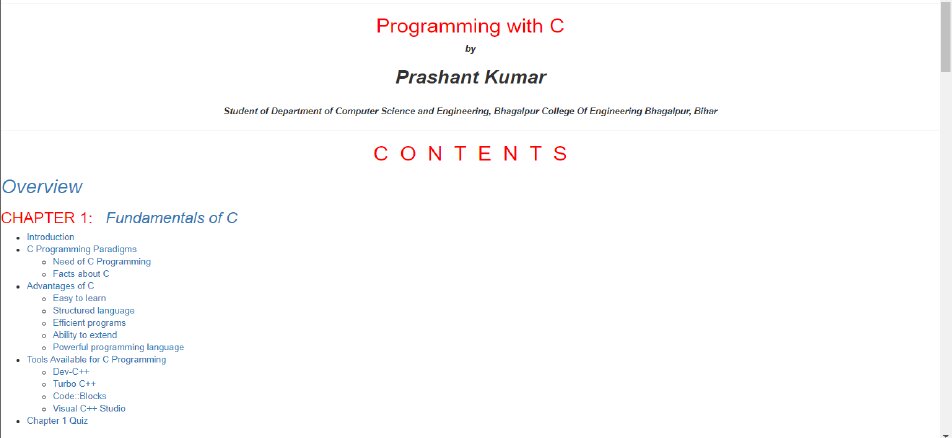 Programming with C
by
Prashant Kumar
Student of Department of Computer Science and Engineering, Bhagalpur College Of Engineering Bhagalpur, Bihar
C O N T E N T S
Overview
CHAPTER 1: Fundamentals of C
Introduction
C Programming Paradigms
Need of C Programming
Facts about C
Advantages of C
Easy to learn
Structured language
Efficient programs
Ability to extend
Powerful programming language
Tools Available for C Programming
Dev-C++
Turbo C++
Code::Blocks
Visual C++ Studio
Chapter 1 Quiz